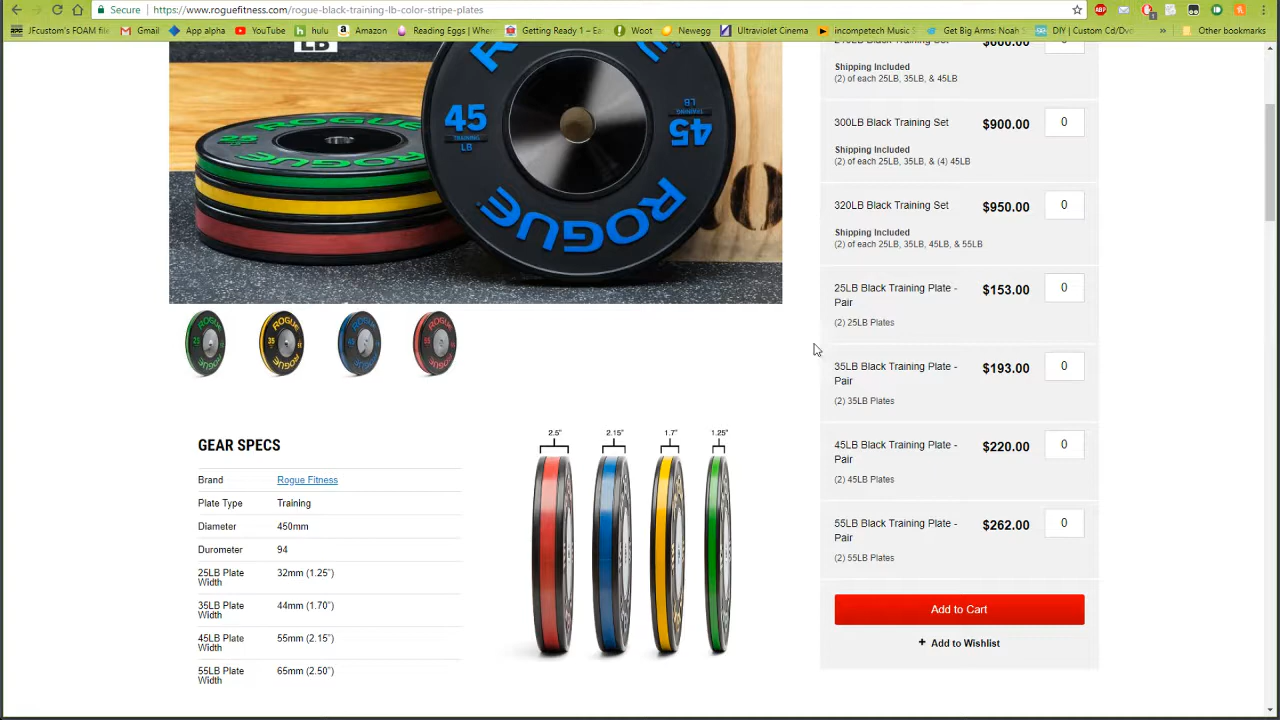 Secure https://www.roguefitness.com/rogue-black-training-lb-color-stripe-plates
JFcustom's FOAM file
Gmail
App alpha
YouTube
hulu
Amazon
Reading Eggs | Where
Getting Ready 1 – Ea
Woot
Newegg
Ultraviolet Cinema
incompetech Music S
Get Big Arms: Noah S
DIY | Custom Cd/Dvd
»
Other bookmarks
LB
25
ROGUE
45
TRAINING
LB
45
TRAINING
LB
ROGUE
GEAR SPECS
Brand Rogue Fitness
Plate Type Training
Diameter 450mm
Durometer 94
25LB Plate Width 32mm (1.25")
35LB Plate Width 44mm (1.70")
45LB Plate Width 55mm (2.15")
55LB Plate Width 65mm (2.50")
2.5" 2.15" 1.7" 1.25"
Shipping Included
(2) of each 25LB, 35LB, & 45LB
300LB Black Training Set $900.00 0
Shipping Included
(2) of each 25LB, 35LB, & (4) 45LB
320LB Black Training Set $950.00 0
Shipping Included
(2) of each 25LB, 35LB, 45LB, & 55LB
25LB Black Training Plate - Pair $153.00 0
(2) 25LB Plates
35LB Black Training Plate - Pair $193.00 0
(2) 35LB Plates
45LB Black Training Plate - Pair $220.00 0
(2) 45LB Plates
55LB Black Training Plate - Pair $262.00 0
(2) 55LB Plates
Add to Cart
+ Add to Wishlist